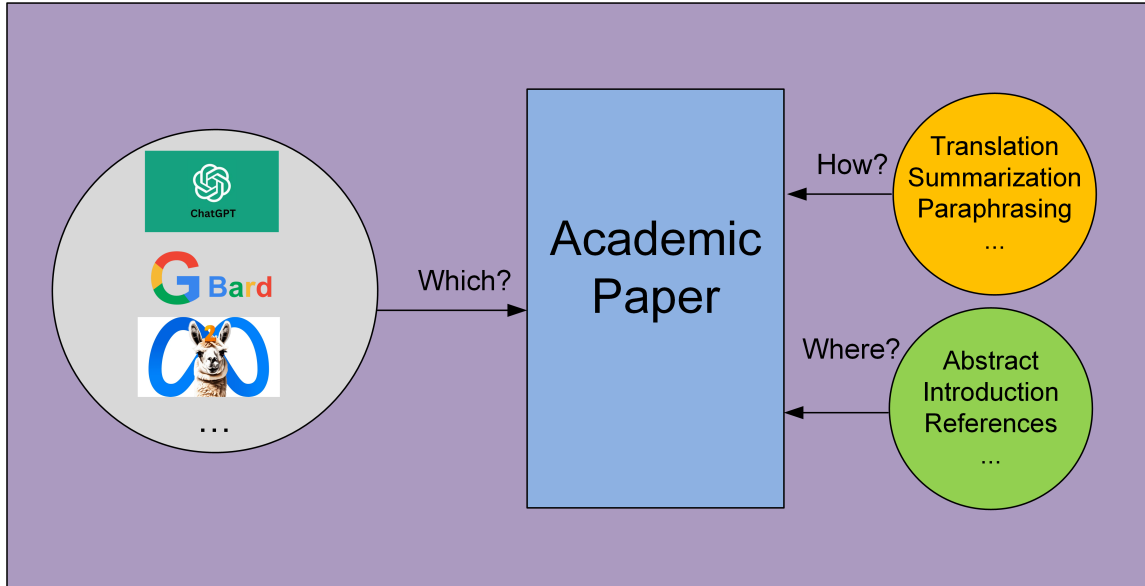 ChatGPT
G Bard
...
Which?
Academic
Paper
How?
Translation
Summarization
Paraphrasing
...
Where?
Abstract
Introduction
References
...